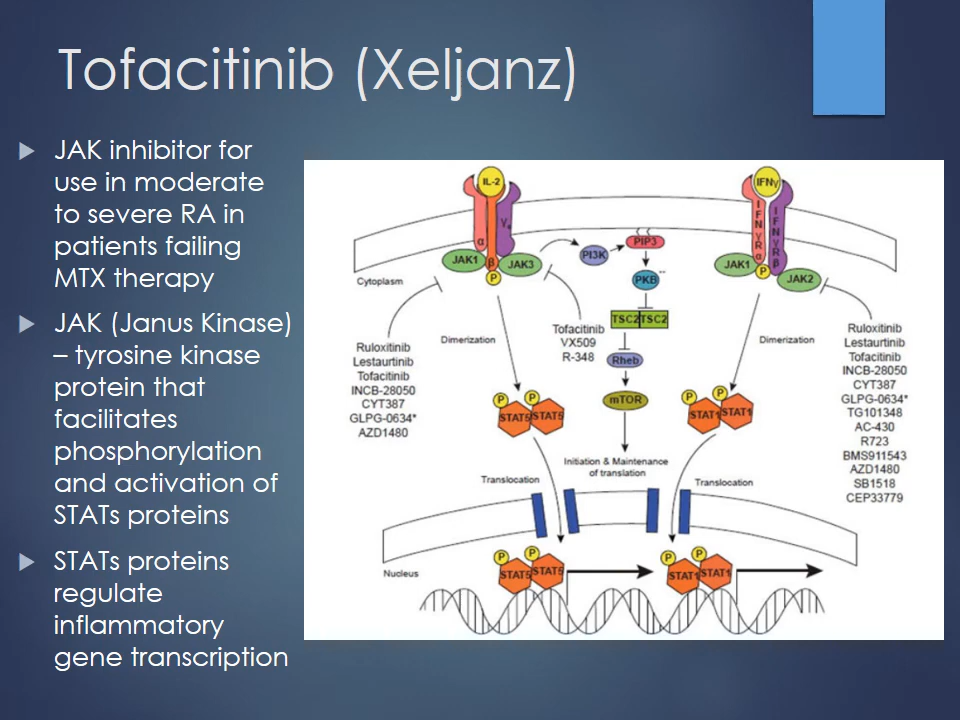 Tofacitinib (Xeljanz)
JAK inhibitor for
use in moderate
to severe RA in
patients failing
MTX therapy
JAK (Janus Kinase)
– tyrosine kinase
protein that
facilitates
phosphorylation
and activation of
STATs proteins
STATs proteins
regulate
inflammatory
gene transcription
IL-2
α
β
JAK1
JAK3
P
Cytoplasm
PI3K
PIP3
PKB
TSC2 TSC2
Rheb
mTOR
Initiation & Maintenance
of translation
IFNγ
IFNγRα
IFNγRβ
JAK1
P
JAK2
Ruloxitinib
Lestaurtinib
Tofacitinib
INCB-28050
CYT387
GLPG-0634*
AZD1480
Dimerization
Tofacitinib
VX509
R-348
Dimerization
Ruloxitinib
Lestaurtinib
Tofacitinib
INCB-28050
CYT387
GLPG-0634*
TG101348
AC-430
R723
BMS911543
AZD1480
SB1518
CEP33779
P P
STAT5 STAT5
P P
STAT1 STAT1
Translocation
Translocation
Nucleus
P P
STAT5 STAT5
P P
STAT1 STAT1